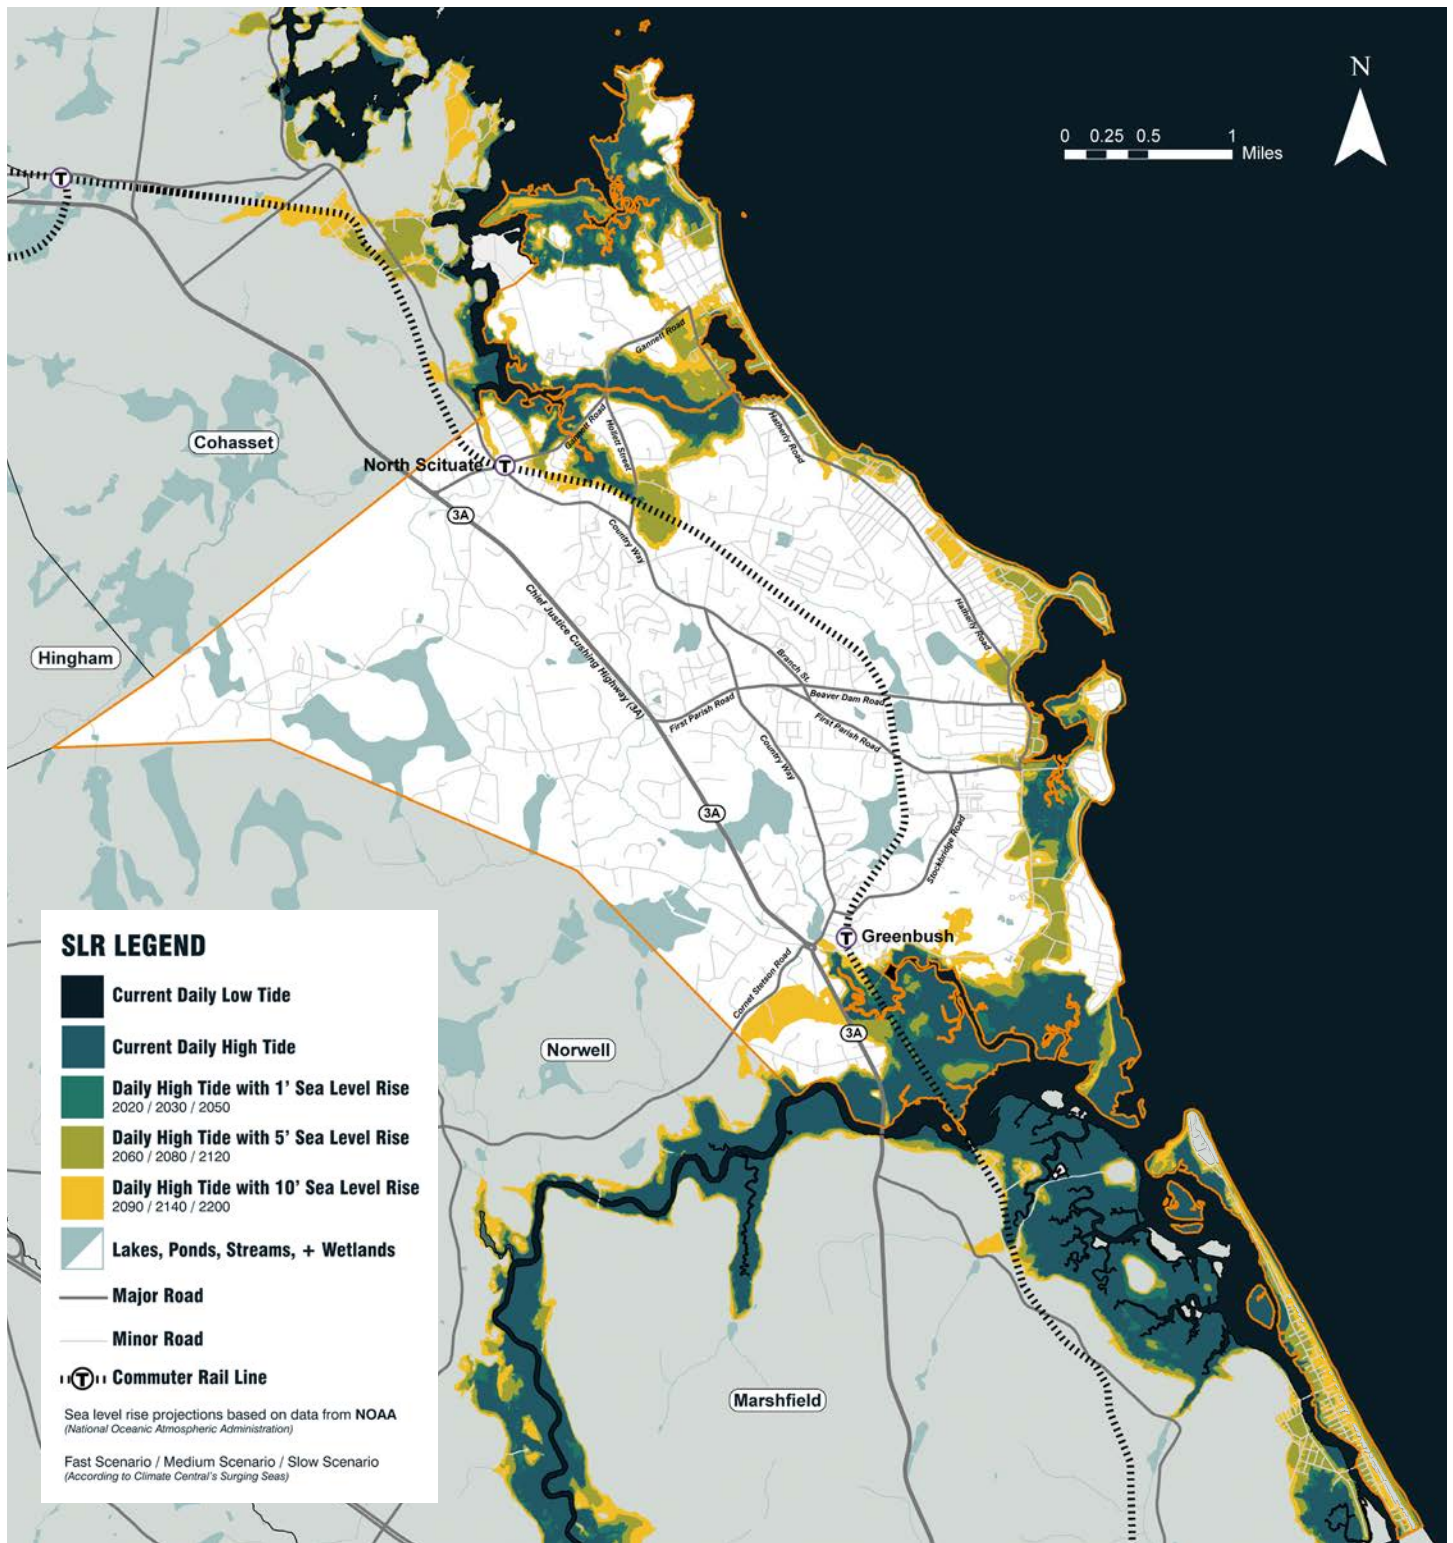 N
0 0.25 0.5 1
Miles
T
Gannett Road
Cohasset
Gannett Road
Hollett Street
Hatherly Road
North Scituate T
3A
Country Way
Chief Justice Cushing Highway (3A)
Hatherly Road
Hingham
Branch St.
Beaver Dam Road
First Parish Road
First Parish Road
Country Way
3A
Stockbridge Road
T Greenbush
Cornet Stetson Road
3A
Norwell
Marshfield
SLR LEGEND
Current Daily Low Tide
Current Daily High Tide
Daily High Tide with 1' Sea Level Rise
2020 / 2030 / 2050
Daily High Tide with 5' Sea Level Rise
2060 / 2080 / 2120
Daily High Tide with 10' Sea Level Rise
2090 / 2140 / 2200
Lakes, Ponds, Streams, + Wetlands
Major Road
Minor Road
T Commuter Rail Line
Sea level rise projections based on data from NOAA
(National Oceanic Atmospheric Administration)
Fast Scenario / Medium Scenario / Slow Scenario
(According to Climate Central's Surging Seas)